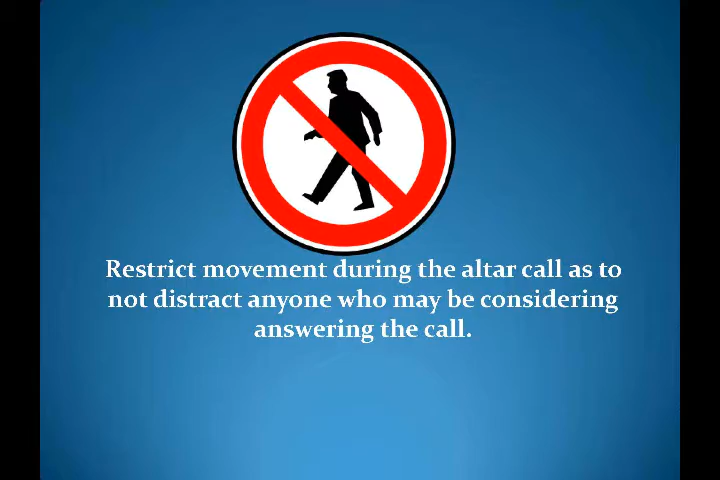 Restrict movement during the altar call as to
not distract anyone who may be considering
answering the call.